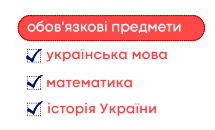 обов'язкові предмети
українська мова
математика
історія України